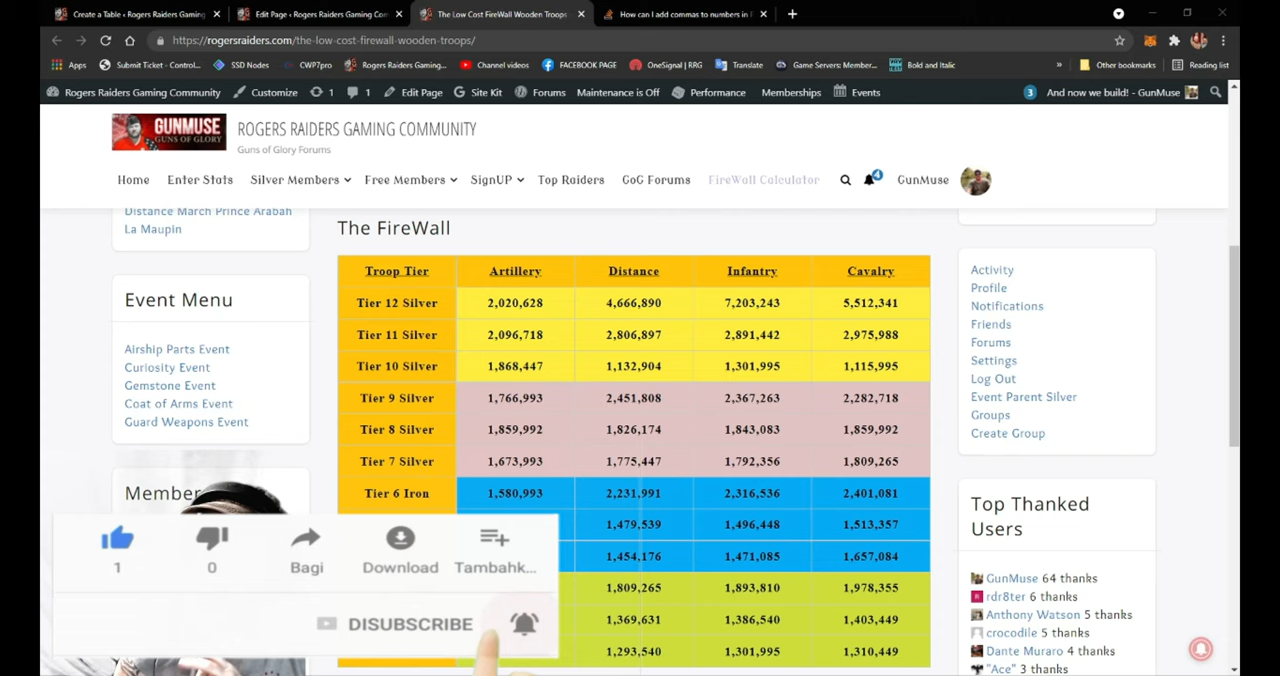 Create a Table ‹ Rogers Raiders Gaming
Edit Page ‹ Rogers Raiders Gaming Com
The Low Cost FireWall Wooden Troops
How can I add commas to numbers in
https://rogersraiders.com/the-low-cost-firewall-wooden-troops/
Apps Submit Ticket - Control... SSD Nodes CWP7pro Rogers Raiders Gaming... Channel videos FACEBOOK PAGE OneSignal | RRG Translate Game Servers: Member... Bold and Italic » Other bookmarks Reading list
Rogers Raiders Gaming Community Customize 1 1 Edit Page Site Kit Forums Maintenance is Off Performance Memberships Events 3 And now we build! - GunMuse
GUNMUSE
GUNS OF GLORY
ROGERS RAIDERS GAMING COMMUNITY
Guns of Glory Forums
Home Enter Stats Silver Members Free Members SignUP Top Raiders GoG Forums FireWall Calculator 4 GunMuse
Distance March Prince Arabah
La Maupin
Event Menu
Airship Parts Event
Curiosity Event
Gemstone Event
Coat of Arms Event
Guard Weapons Event
The FireWall
Troop Tier Artillery Distance Infantry Cavalry
Tier 12 Silver 2,020,628 4,666,890 7,203,243 5,512,341
Tier 11 Silver 2,096,718 2,806,897 2,891,442 2,975,988
Tier 10 Silver 1,868,447 1,132,904 1,301,995 1,115,995
Tier 9 Silver 1,766,993 2,451,808 2,367,263 2,282,718
Tier 8 Silver 1,859,992 1,826,174 1,843,083 1,859,992
Tier 7 Silver 1,673,993 1,775,447 1,792,356 1,809,265
Tier 6 Iron 1,580,993 2,231,991 2,316,536 2,401,081
1,479,539 1,496,448 1,513,357
1,454,176 1,471,085 1,657,084
1,809,265 1,893,810 1,978,355
1,369,631 1,386,540 1,403,449
1,293,540 1,301,995 1,310,449
Activity
Profile
Notifications
Friends
Forums
Settings
Log Out
Event Parent Silver
Groups
Create Group
Top Thanked
Users
GunMuse 64 thanks
rdr8ter 6 thanks
Anthony Watson 5 thanks
crocodile 5 thanks
Dante Muraro 4 thanks
"Ace" 3 thanks
1 0 Bagi Download Tambahk...
DISUBSCRIBE